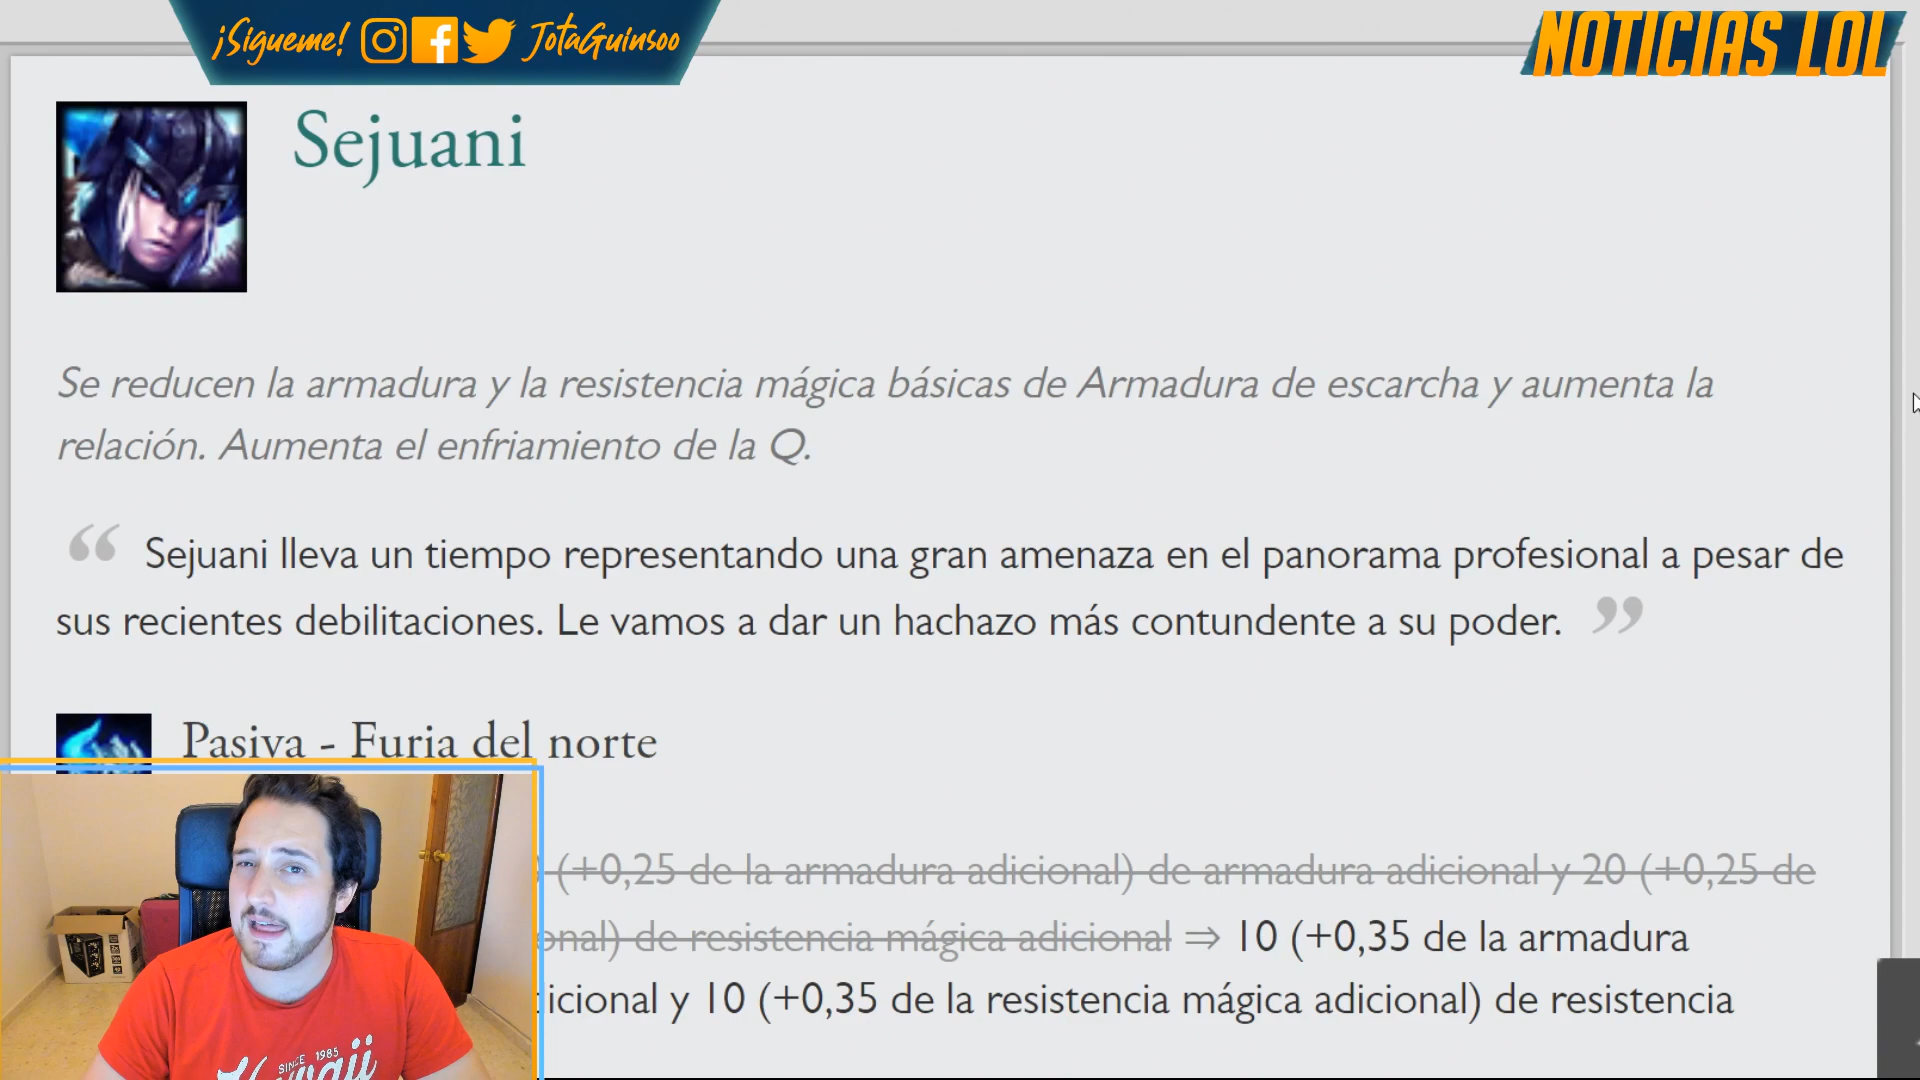 ¡Sígueme! JotaGuinsoo
NOTICIAS LOL
Sejuani
Se reducen la armadura y la resistencia mágica básicas de Armadura de escarcha y aumenta la
relación. Aumenta el enfriamiento de la Q.
“ Sejuani lleva un tiempo representando una gran amenaza en el panorama profesional a pesar de
sus recientes debilitaciones. Le vamos a dar un hachazo más contundente a su poder. ”
Pasiva - Furia del norte
(+0,25 de la armadura adicional) de armadura adicional y 20 (+0,25 de
onal) de resistencia mágica adicional ⇒ 10 (+0,35 de la armadura
icional y 10 (+0,35 de la resistencia mágica adicional) de resistencia
SINCE 1985